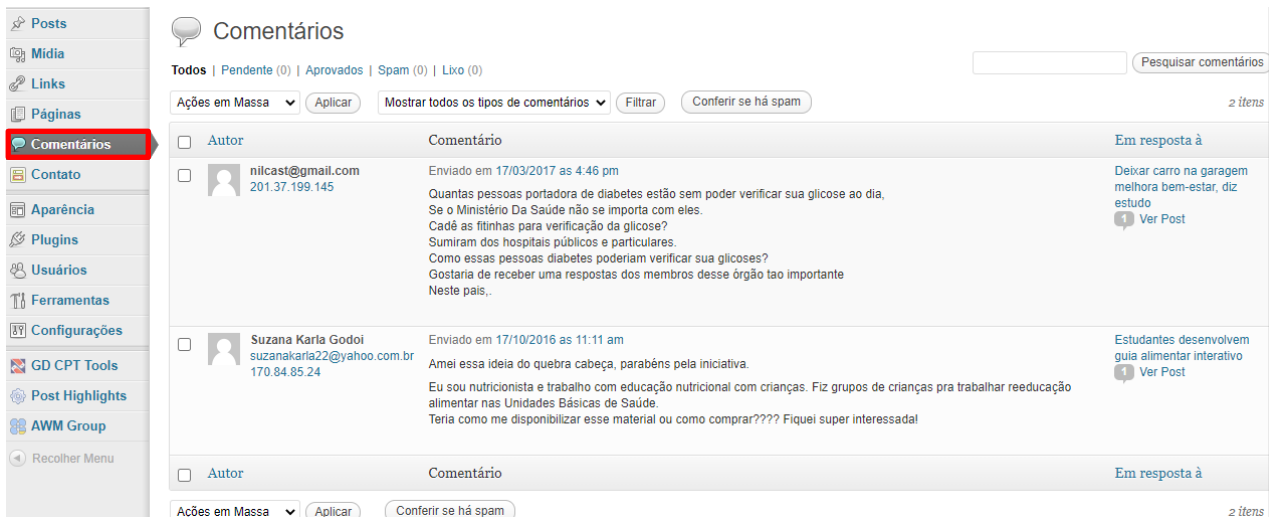 Posts
Mídia
Links
Páginas
Comentários
Contato
Aparência
Plugins
Usuários
Ferramentas
Configurações
GD CPT Tools
Post Highlights
AWM Group
Recolher Menu
Comentários
Todos | Pendente (0) | Aprovados | Spam (0) | Lixo (0)
Pesquisar comentários
Ações em Massa Aplicar Mostrar todos os tipos de comentários Filtrar Conferir se há spam 2 itens
Autor Comentário Em resposta à
nilcast@gmail.com
201.37.199.145
Enviado em 17/03/2017 as 4:46 pm
Quantas pessoas portadora de diabetes estão sem poder verificar sua glicose ao dia,
Se o Ministério Da Saúde não se importa com eles.
Cadê as fitinhas para verificação da glicose?
Sumiram dos hospitais públicos e particulares.
Como essas pessoas diabetes poderiam verificar sua glicoses?
Gostaria de receber uma respostas dos membros desse órgão tao importante
Neste pais,.
Deixar carro na garagem
melhora bem-estar, diz
estudo
1 Ver Post
Suzana Karla Godoi
suzanakarla22@yahoo.com.br
170.84.85.24
Enviado em 17/10/2016 as 11:11 am
Amei essa ideia do quebra cabeça, parabéns pela iniciativa.
Eu sou nutricionista e trabalho com educação nutricional com crianças. Fiz grupos de crianças pra trabalhar reeducação
alimentar nas Unidades Básicas de Saúde.
Teria como me disponibilizar esse material ou como comprar???? Fiquei super interessada!
Estudantes desenvolvem
guia alimentar interativo
1 Ver Post
Autor Comentário Em resposta à
Ações em Massa Aplicar Conferir se há spam 2 itens